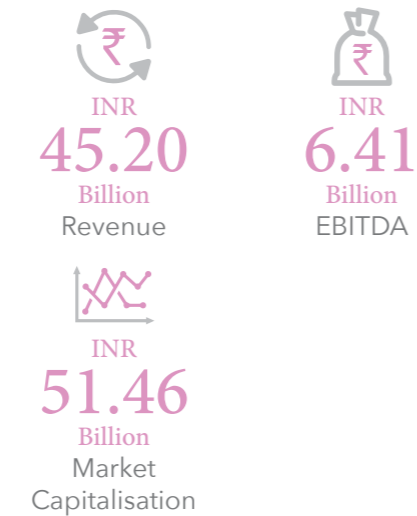 ₹
INR
45.20
Billion
Revenue
₹
INR
6.41
Billion
EBITDA
INR
51.46
Billion
Market
Capitalisation